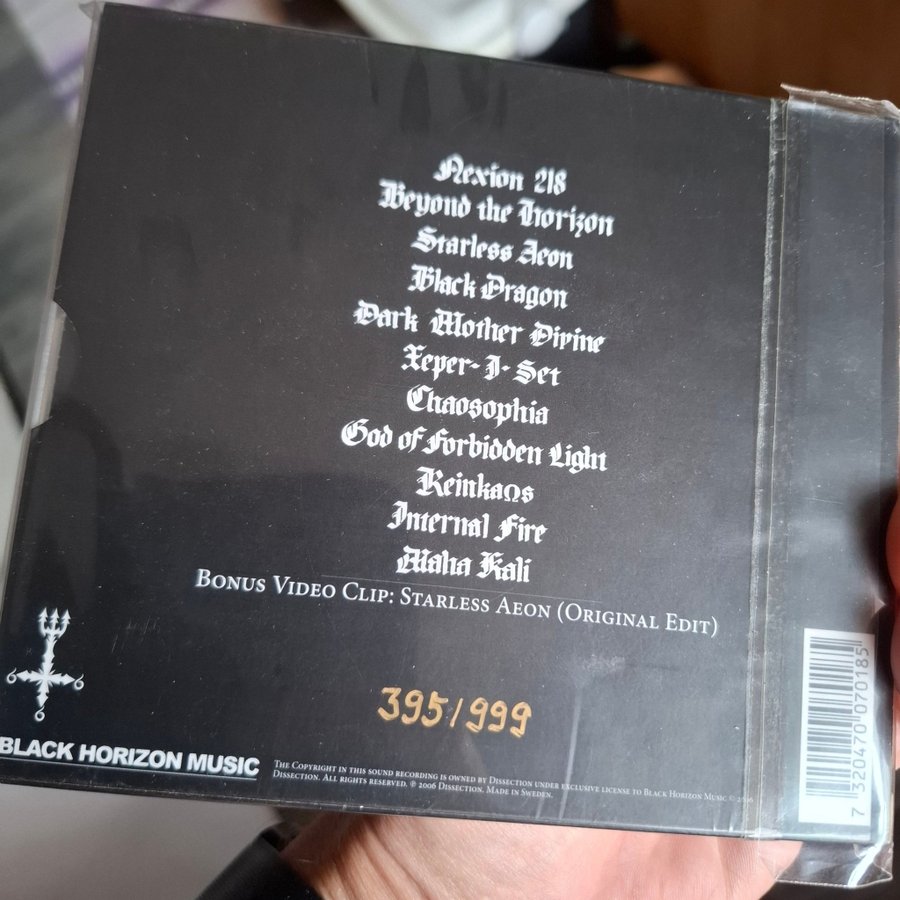 Nexion 218
Beyond the Horizon
Starless Aeon
Black Dragon
Dark Mother Divine
Xeper-I-Set
Chaosophia
God of Forbidden Light
ReinkaΩs
Internal Fire
Maha Kali
Bonus Video Clip: Starless Aeon (Original Edit)
395/999
BLACK HORIZON MUSIC
The Copyright in this sound recording is owned by Dissection under exclusive license to Black Horizon Music © 2006
Dissection. All rights reserved. ℗ 2006 Dissection. Made in Sweden.
7 320470 070185